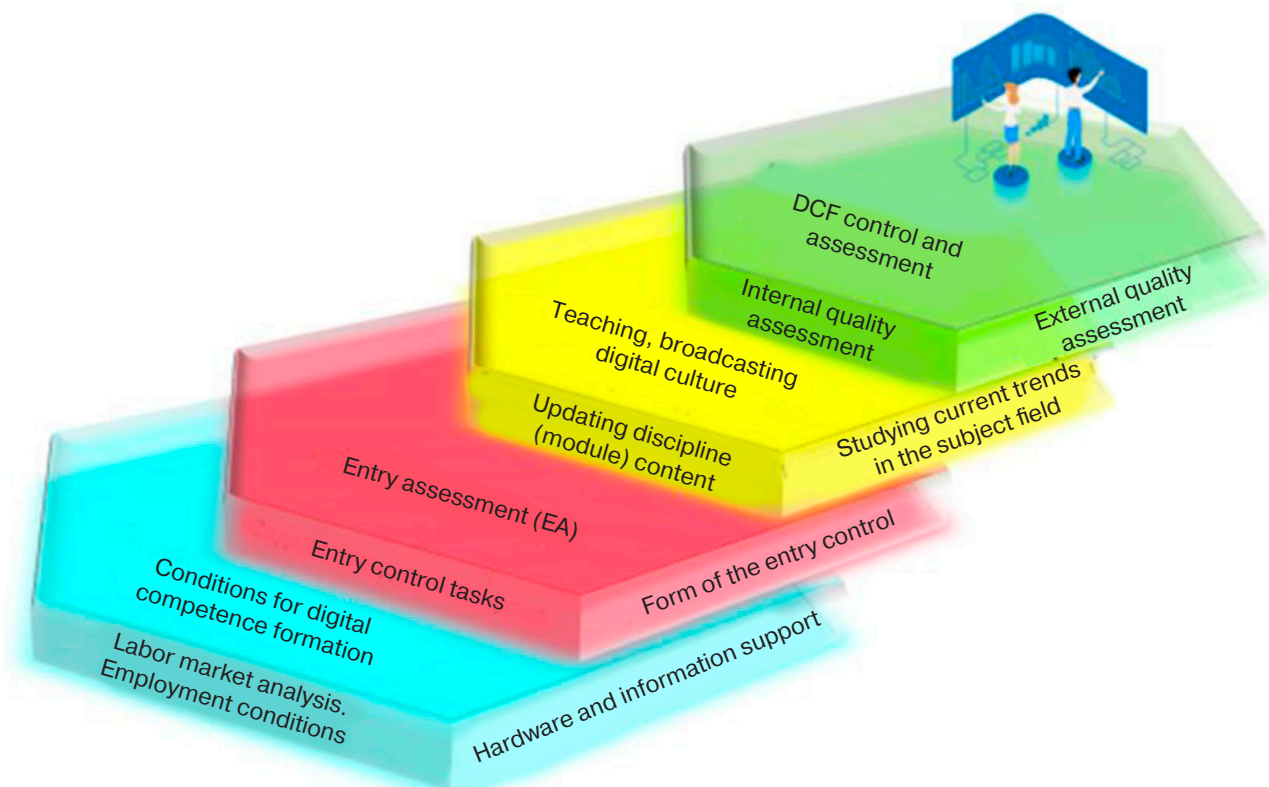 DCF control and
assessment
Internal quality
assessment
External quality
assessment
Teaching, broadcasting
digital culture
Updating discipline
(module) content
Studying current trends
in the subject field
Entry assessment (EA)
Entry control tasks
Form of the entry control
Conditions for digital
competence formation
Labor market analysis.
Employment conditions
Hardware and information support